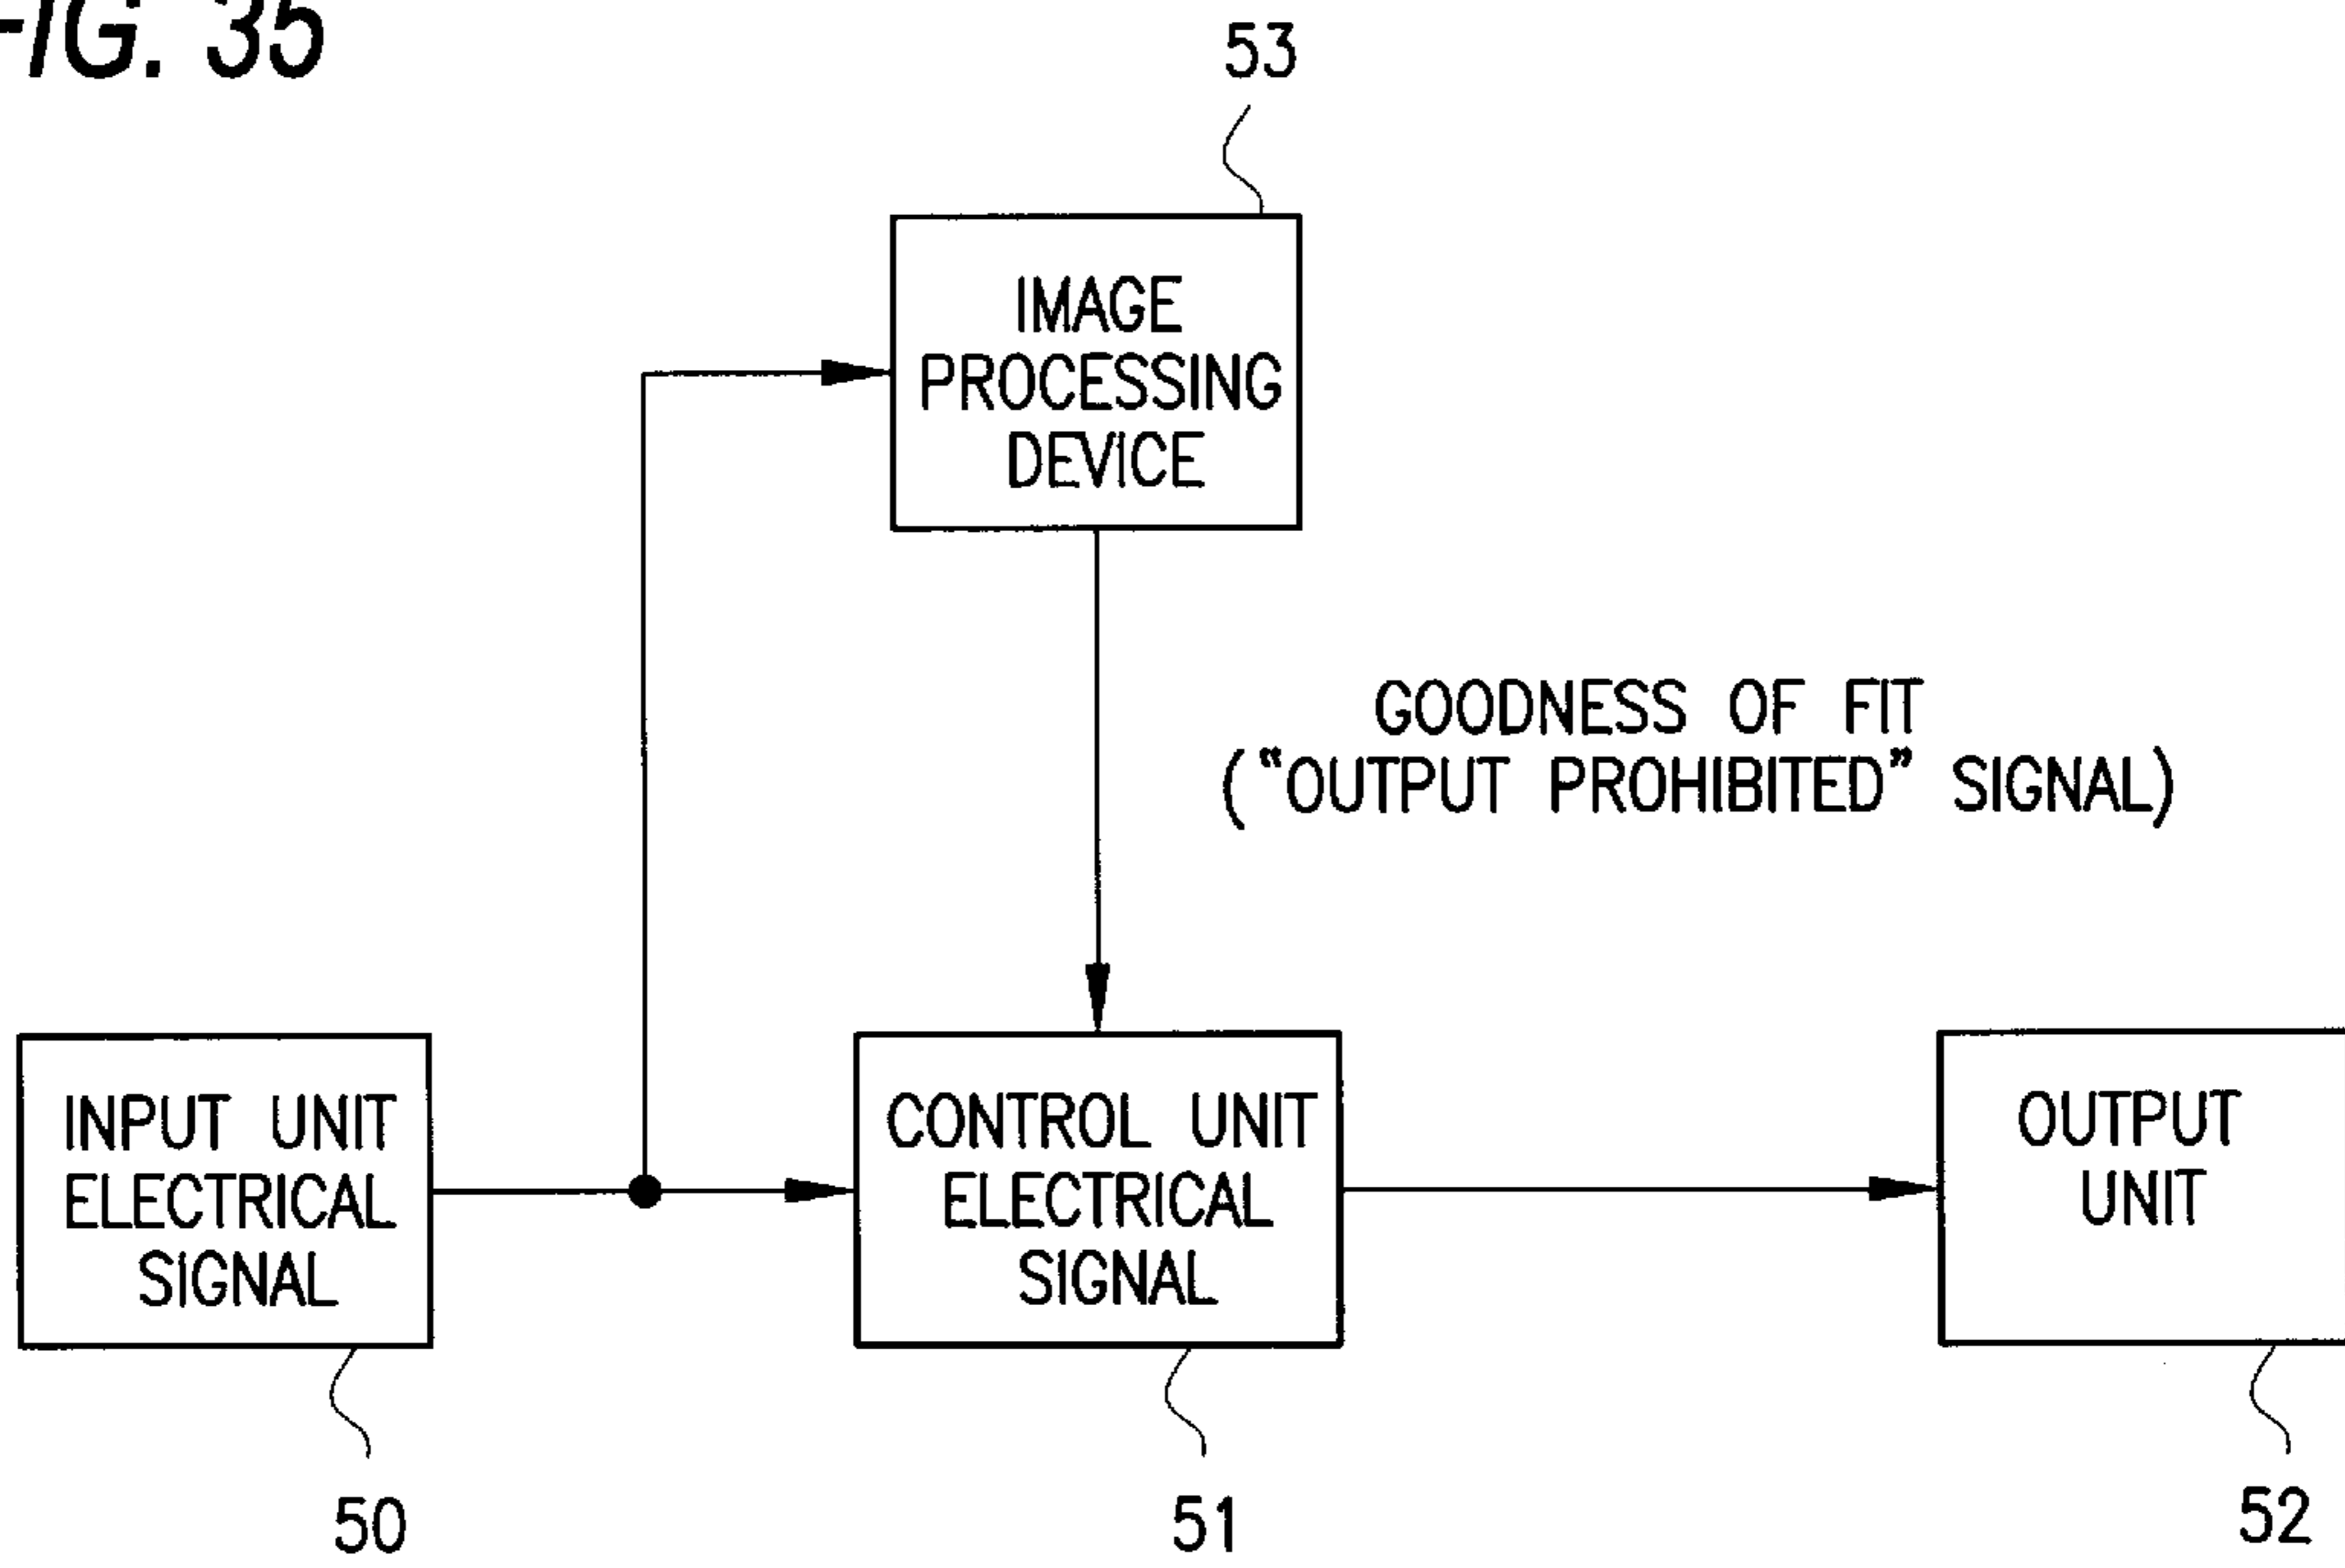 FIG. 35
53
IMAGE
PROCESSING
DEVICE
GOODNESS OF FIT
(“OUTPUT PROHIBITED” SIGNAL)
INPUT UNIT
ELECTRICAL
SIGNAL
CONTROL UNIT
ELECTRICAL
SIGNAL
OUTPUT
UNIT
50
51
52